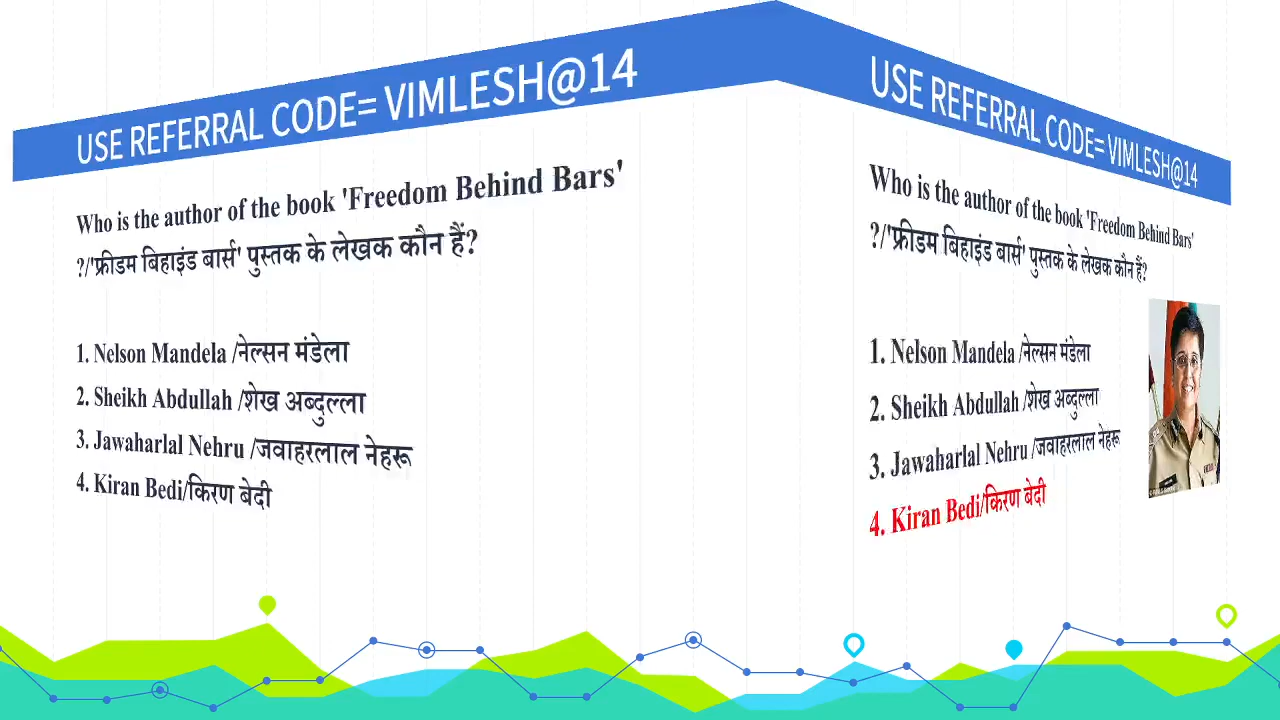 USE REFERRAL CODE= VIMLESH@14
Who is the author of the book 'Freedom Behind Bars'
?/'फ्रीडम बिहाइंड बार्स' पुस्तक के लेखक कौन हैं?
1. Nelson Mandela /नेल्सन मंडेला
2. Sheikh Abdullah /शेख अब्दुल्ला
3. Jawaharlal Nehru /जवाहरलाल नेहरू
4. Kiran Bedi/किरण बेदी
USE REFERRAL CODE= VIMLESH@14
Who is the author of the book 'Freedom Behind Bars'
?/'फ्रीडम बिहाइंड बार्स' पुस्तक के लेखक कौन हैं?
1. Nelson Mandela /नेल्सन मंडेला
2. Sheikh Abdullah /शेख अब्दुल्ला
3. Jawaharlal Nehru /जवाहरलाल नेहरू
4. Kiran Bedi/किरण बेदी